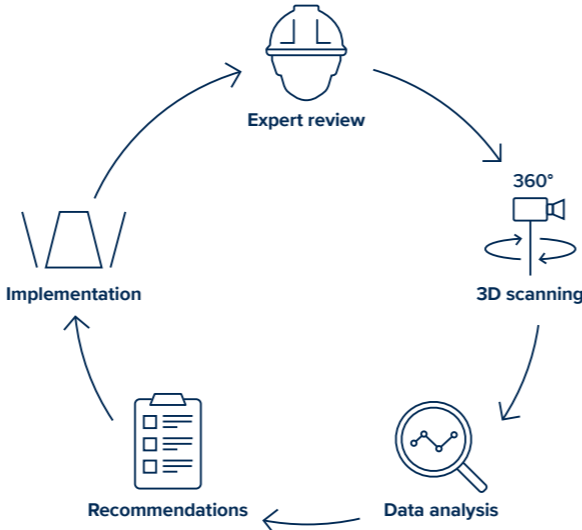 Expert review
360°
3D scanning
Implementation
Recommendations
Data analysis